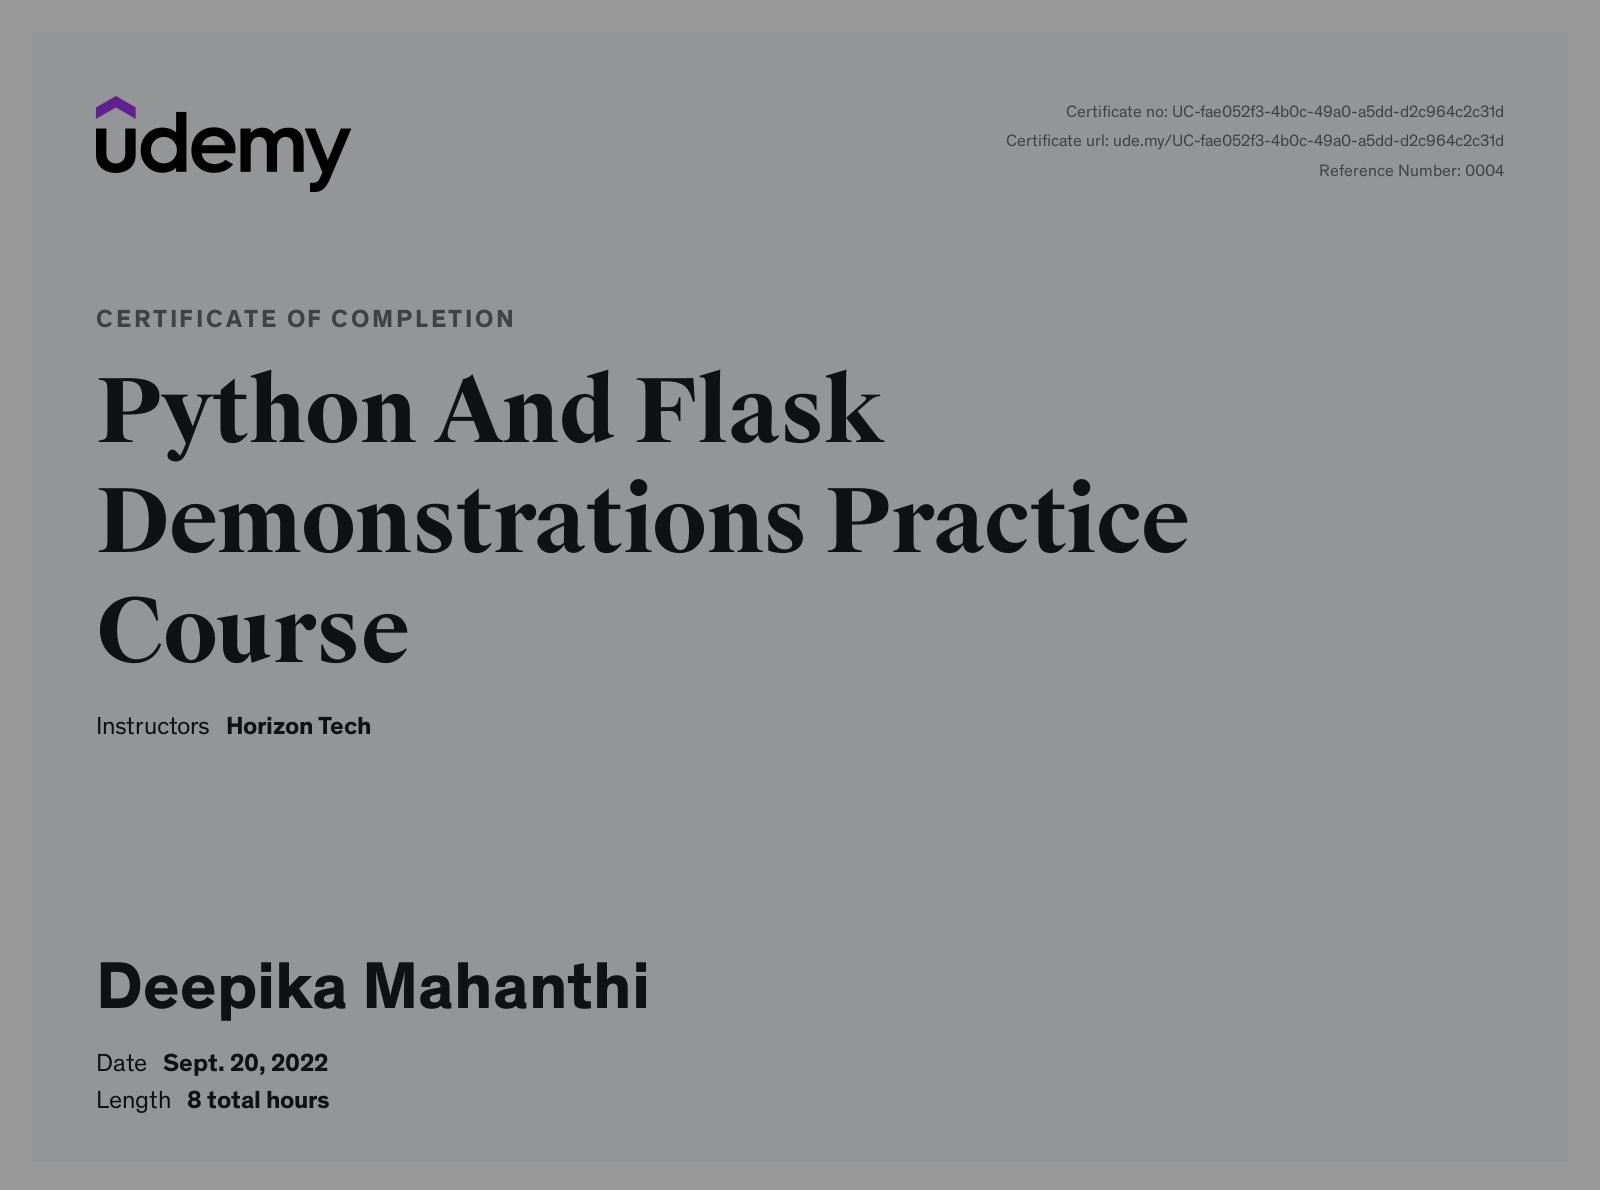 udemy
Certificate no: UC-fae052f3-4b0c-49a0-a5dd-d2c964c2c31d
Certificate url: ude.my/UC-fae052f3-4b0c-49a0-a5dd-d2c964c2c31d
Reference Number: 0004
CERTIFICATE OF COMPLETION
Python And Flask
Demonstrations Practice
Course
Instructors Horizon Tech
Deepika Mahanthi
Date Sept. 20, 2022
Length 8 total hours